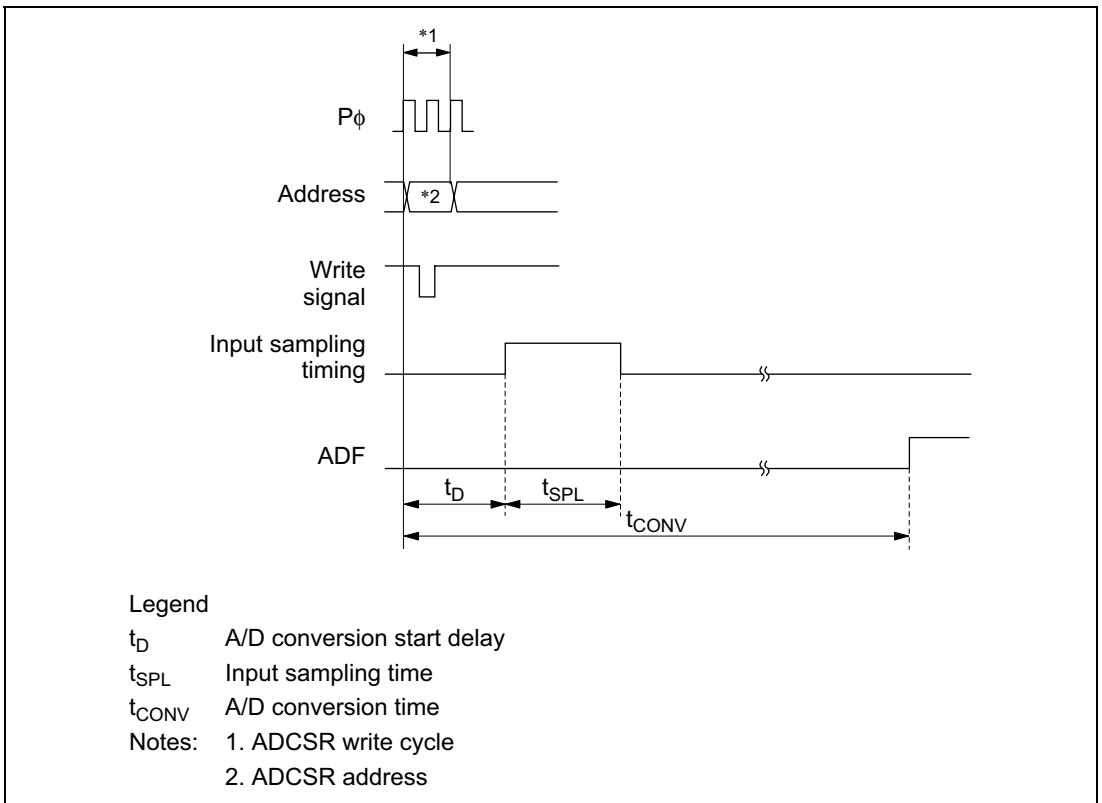 *1
Pϕ
Address
*2
Write
signal
Input sampling
timing
ADF
tD
tSPL
tCONV
Legend
tD A/D conversion start delay
tSPL Input sampling time
tCONV A/D conversion time
Notes: 1. ADCSR write cycle
2. ADCSR address